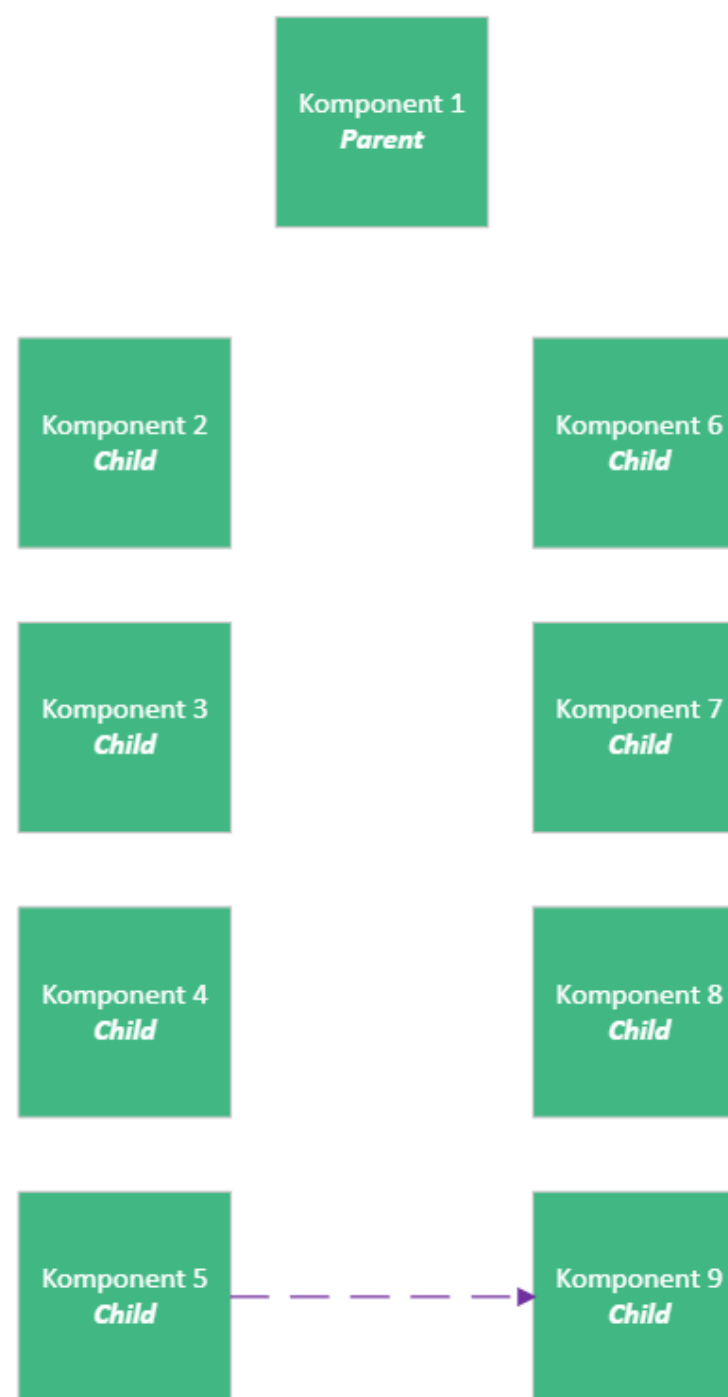 Komponent 1
Parent
Komponent 2
Child
Komponent 6
Child
Komponent 3
Child
Komponent 7
Child
Komponent 4
Child
Komponent 8
Child
Komponent 5
Child
Komponent 9
Child